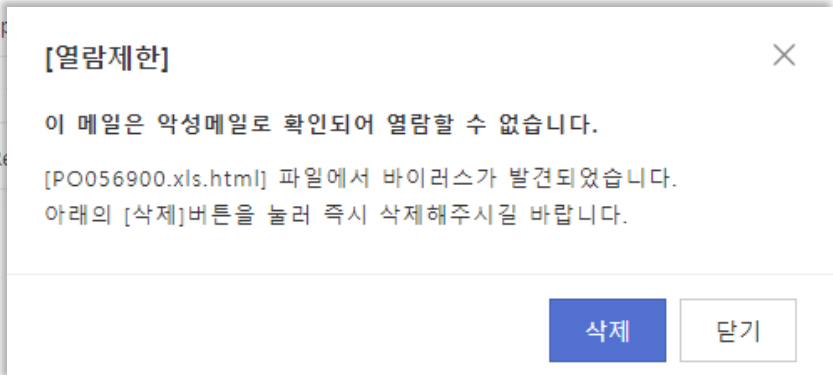 [열람제한]
이 메일은 악성메일로 확인되어 열람할 수 없습니다.
[PO056900.xls.html] 파일에서 바이러스가 발견되었습니다.
아래의 [삭제]버튼을 눌러 즉시 삭제해주시길 바랍니다.
삭제 닫기